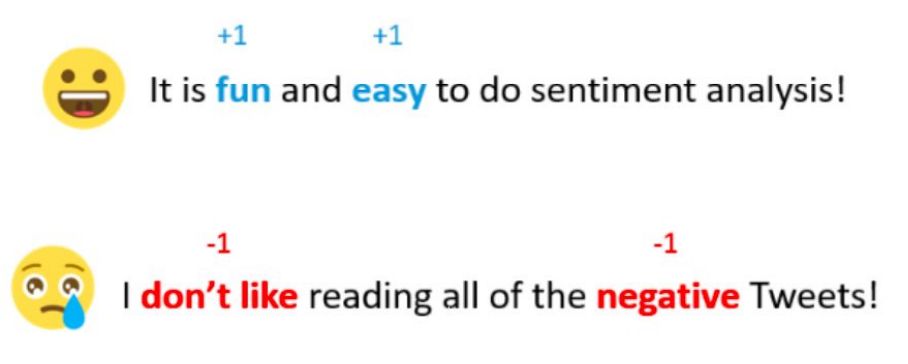 +1 +1
It is fun and easy to do sentiment analysis!
-1 -1
I don’t like reading all of the negative Tweets!